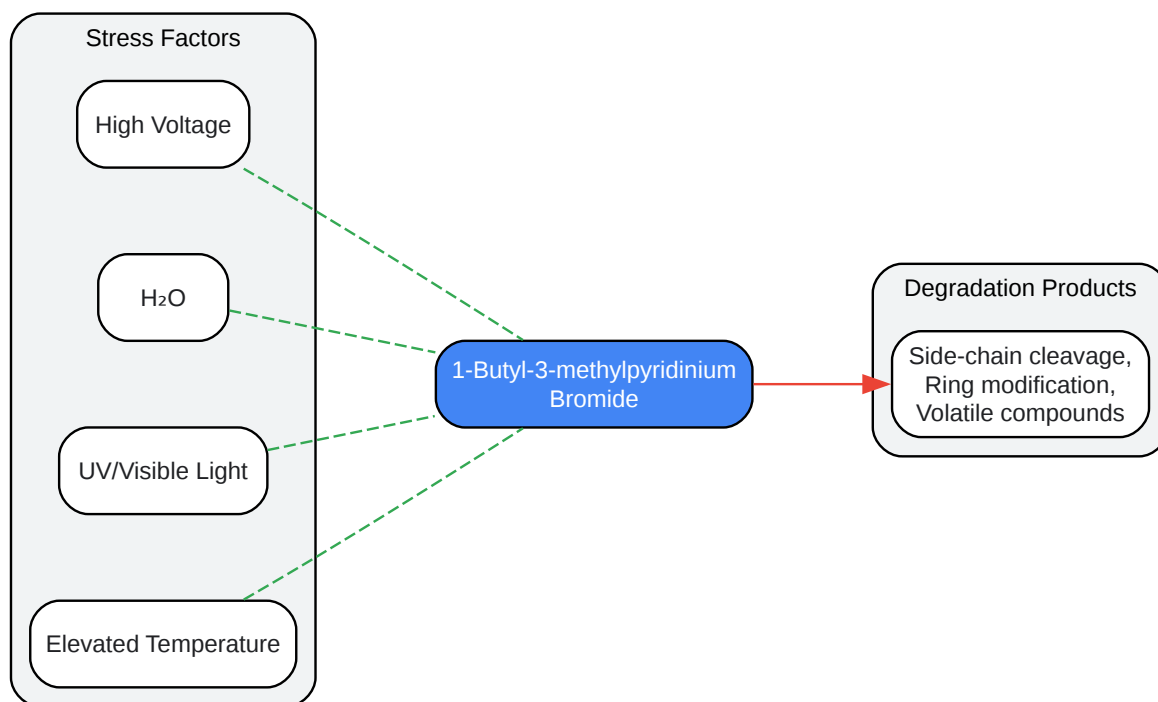 Stress Factors
High Voltage
H₂O
UV/Visible Light
Elevated Temperature
1-Butyl-3-methylpyridinium
Bromide
Degradation Products
Side-chain cleavage,
Ring modification,
Volatile compounds